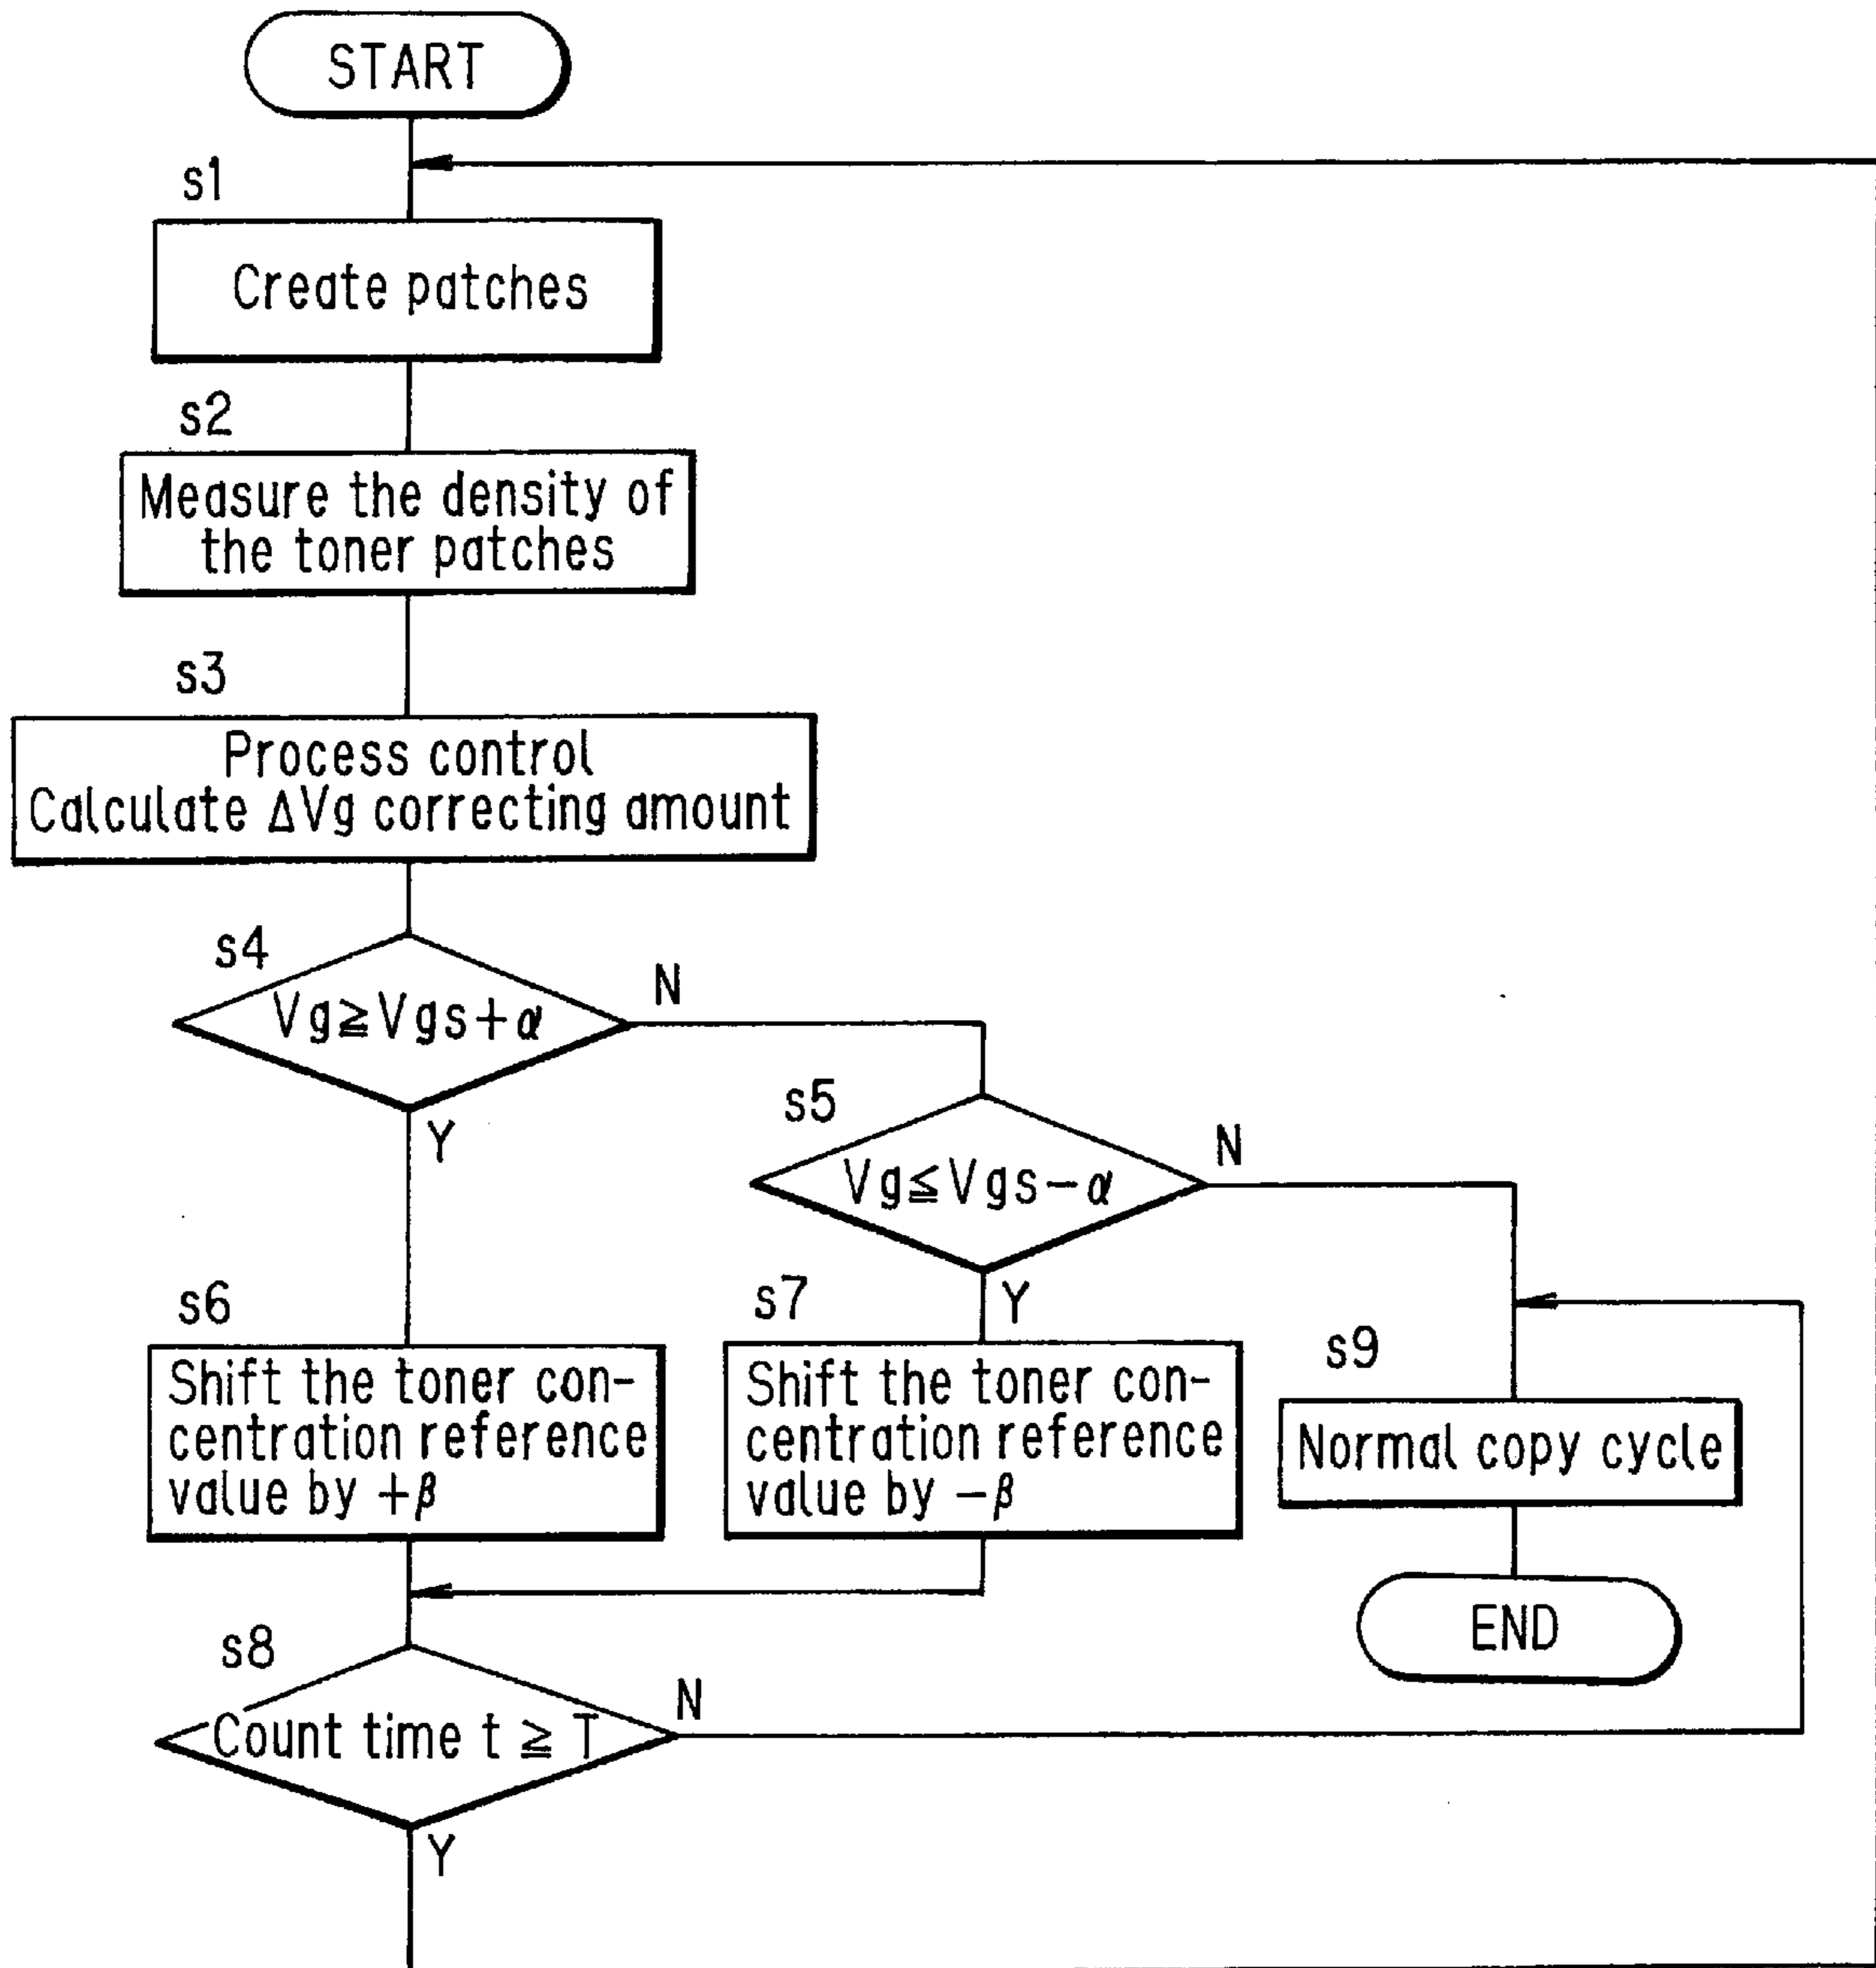 START
s1
Create patches
s2
Measure the density of
the toner patches
s3
Process control
Calculate ΔVg correcting amount
s4
Vg≧Vgs+α
N
Y
s5
Vg≦Vgs−α
N
Y
s6
Shift the toner con-
centration reference
value by +β
s7
Shift the toner con-
centration reference
value by −β
s9
Normal copy cycle
END
s8
Count time t ≧ T
N
Y